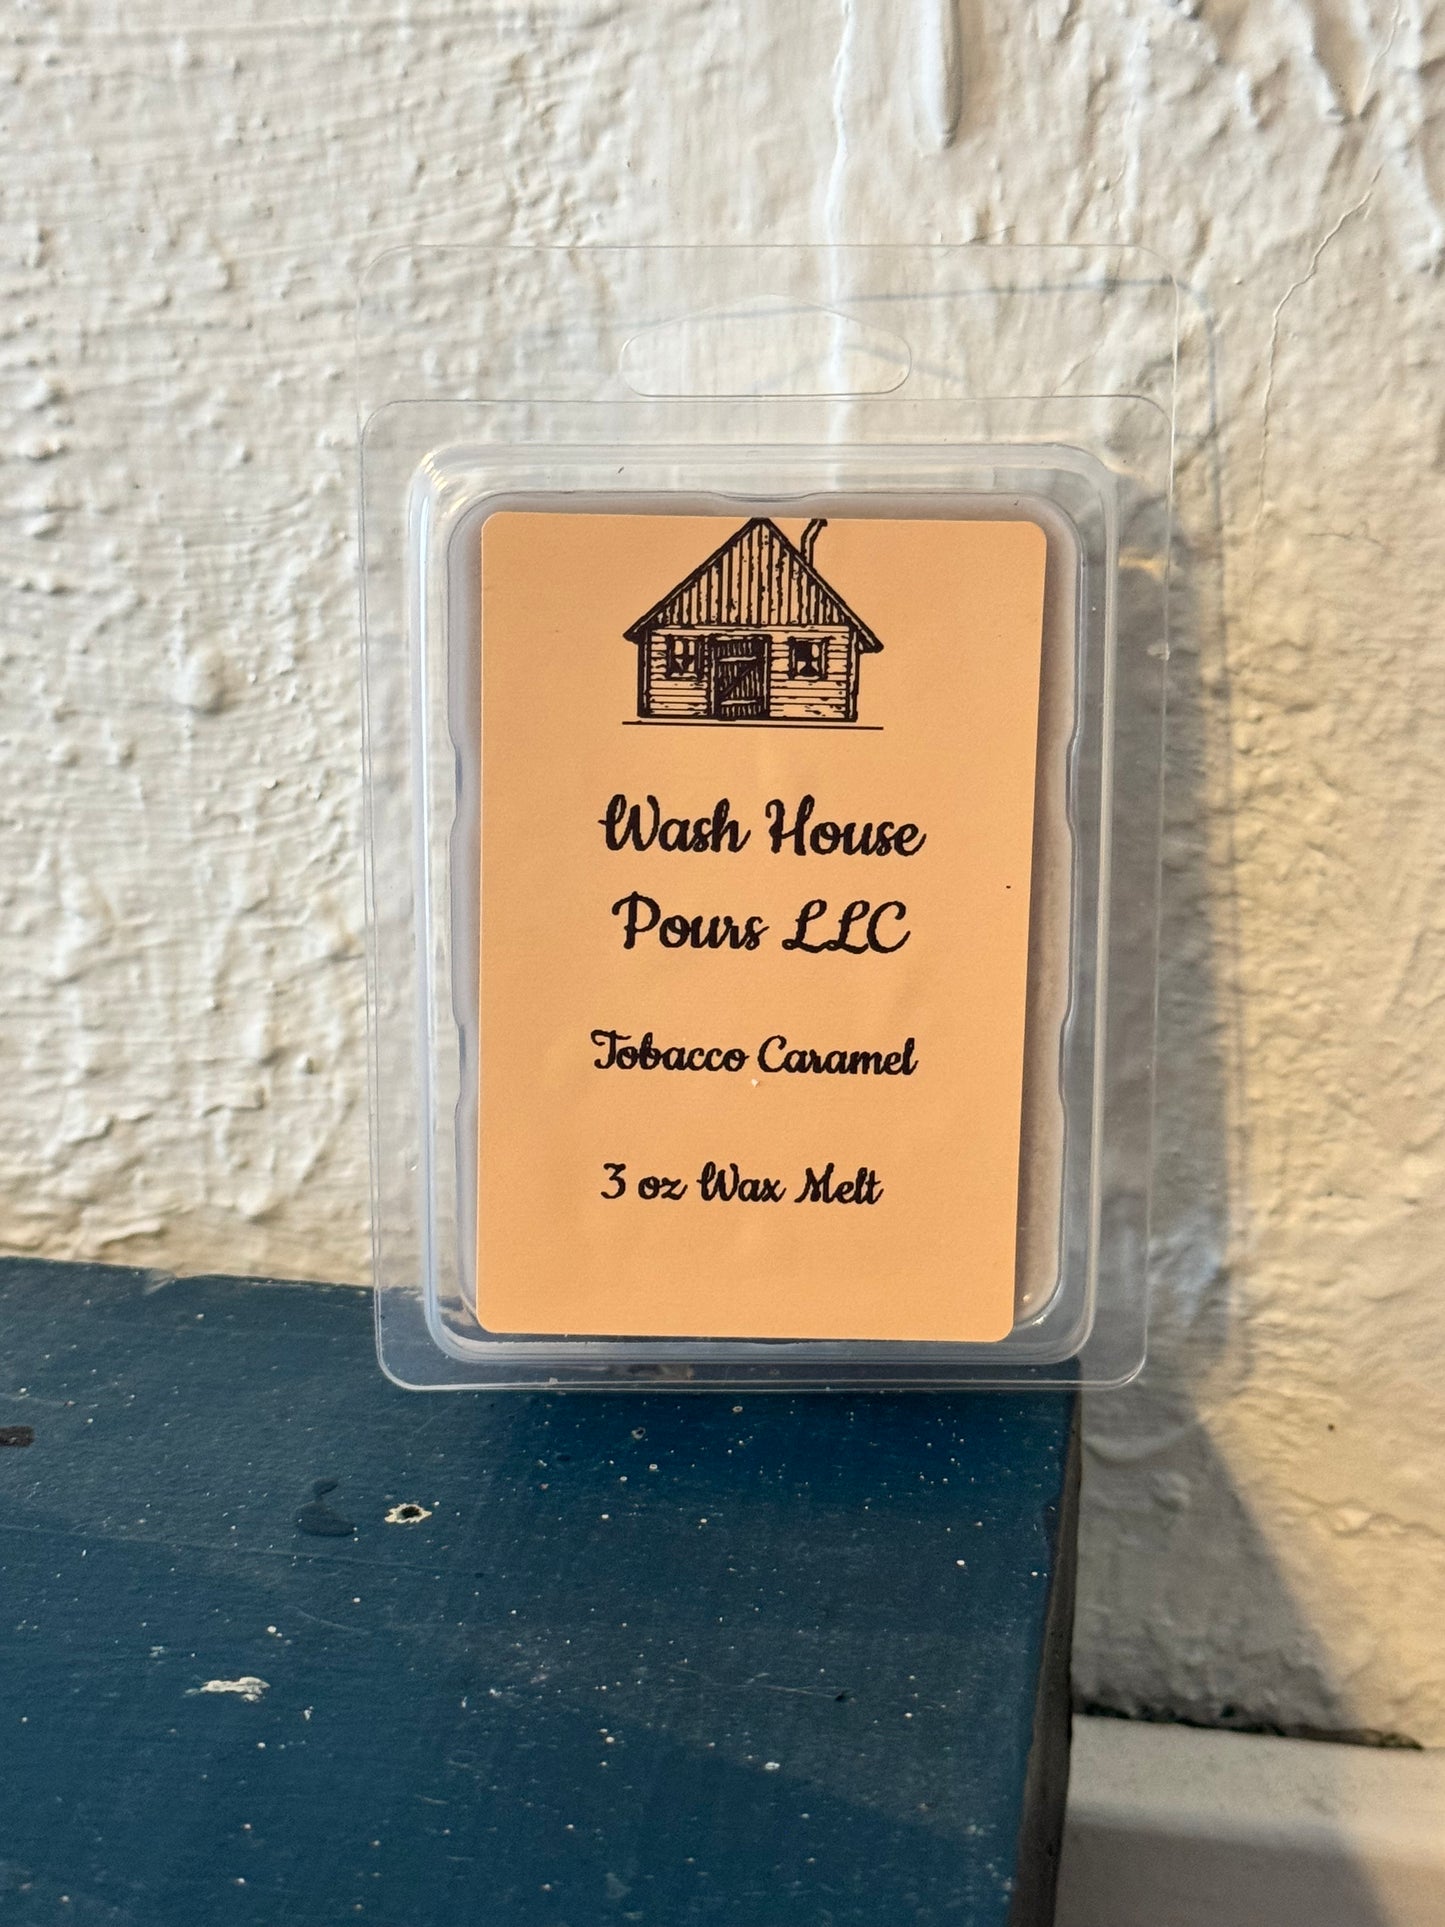 Wash House
Pours LLC
Tobacco Caramel
3 oz Wax Melt